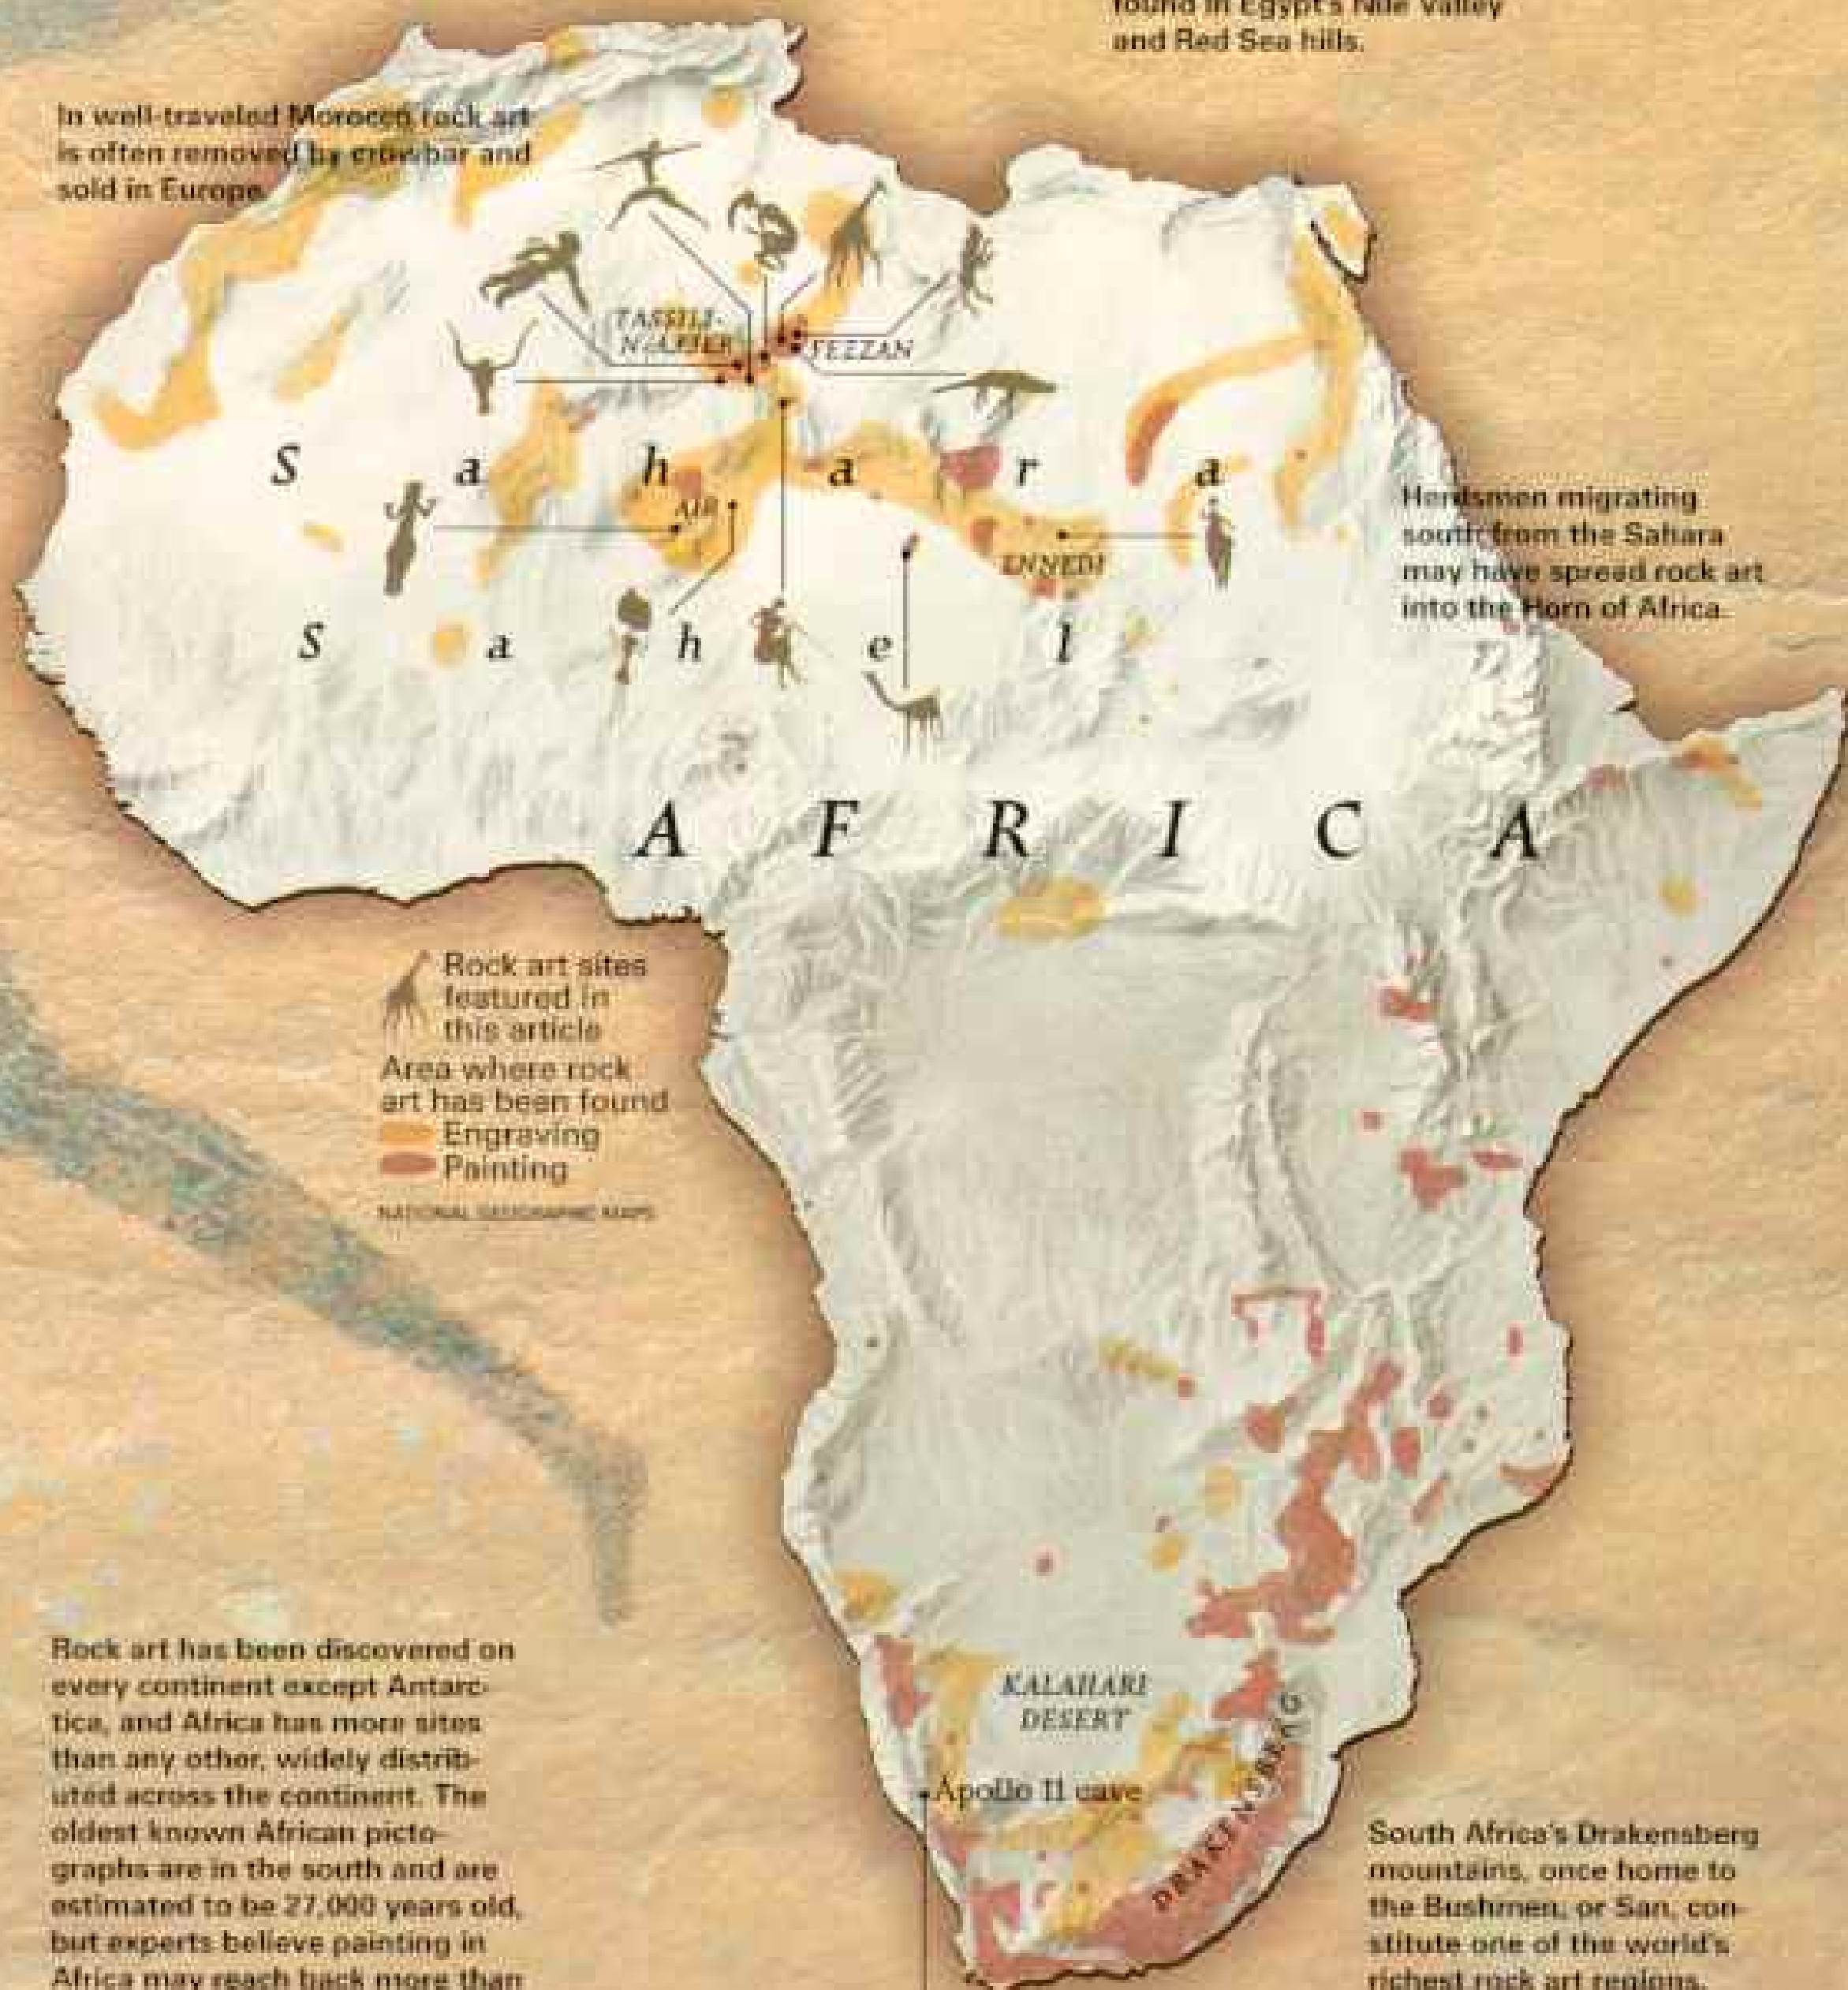 found in Egypt's Nile Valley
and Red Sea hills.
In well-traveled Morocco rock art
is often removed by crowbar and
sold in Europe.
TASSILI-
N'AJJER
FEZZAN
S a h a r a
AIR
ENNEDI
Herdsmen migrating
south from the Sahara
may have spread rock art
into the Horn of Africa.
S a h e l
A F R I C A
Rock art sites
featured in
this article
Area where rock
art has been found
Engraving
Painting
NATIONAL GEOGRAPHIC MAPS
Rock art has been discovered on
every continent except Antarc-
tica, and Africa has more sites
than any other, widely distrib-
uted across the continent. The
oldest known African picto-
graphs are in the south and are
estimated to be 27,000 years old,
but experts believe painting in
Africa may reach back more than
KALAHARI
DESERT
Apollo 11 cave
DRAKENSBERG
South Africa's Drakensberg
mountains, once home to
the Bushmen, or San, con-
stitute one of the world's
richest rock art regions.